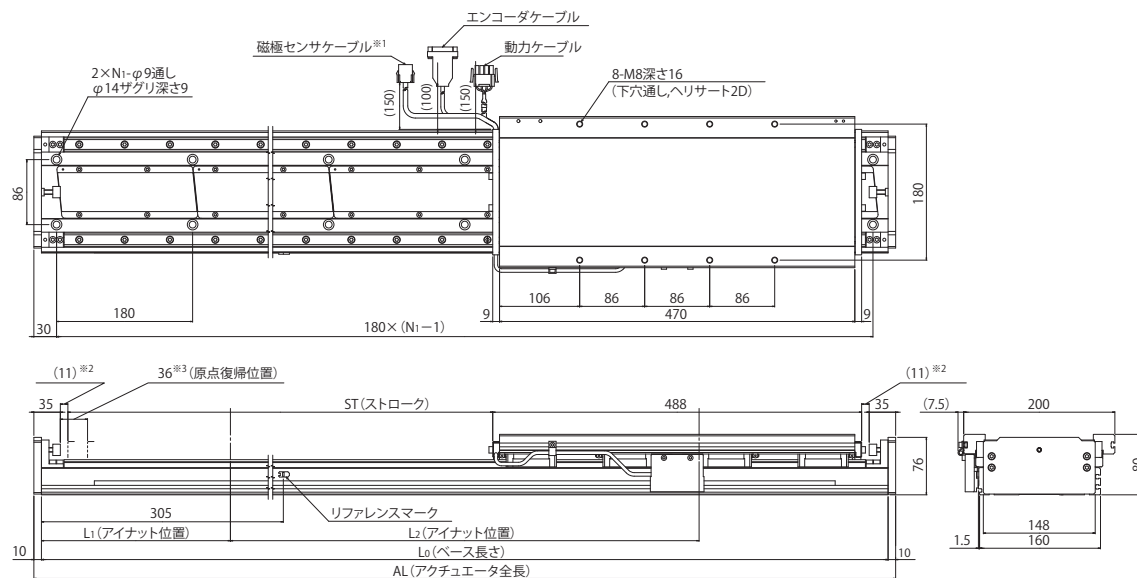 エンコーダケーブル
磁極センサケーブル※1
動力ケーブル
2×N1-φ9通し
φ14ザグリ深さ9
8-M8深さ16
(下穴通し,ヘリサート2D)
(150)
(100)
(150)
86
180
106
86
86
86
180
9
470
9
30
180×(N1−1)
(11)※2
36※3(原点復帰位置)
(11)※2
35
ST(ストローク)
488
35
(7.5)
200
76
80
305
リファレンスマーク
L1(アイナット位置)
L2(アイナット位置)
148
10
L0(ベース長さ)
10
1.5
160
AL(アクチュエータ全長)